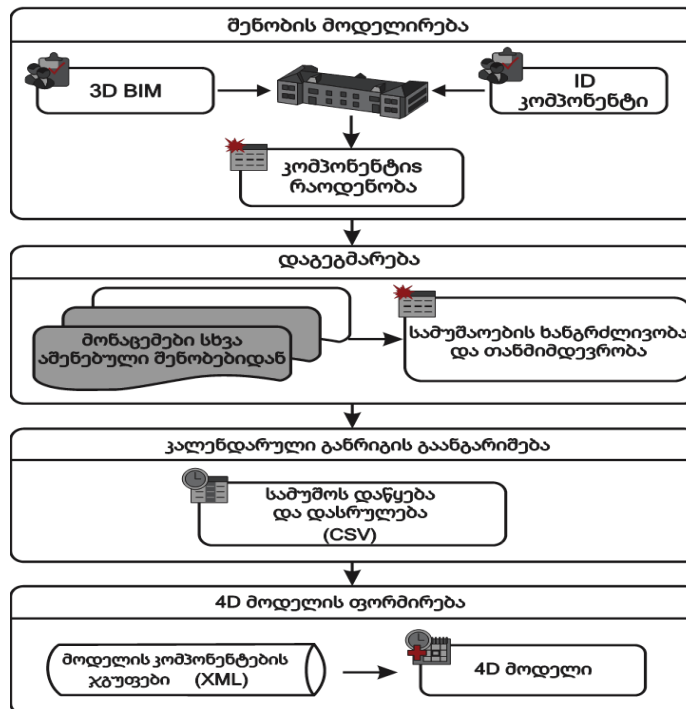 შენობის მოდელირება
3D BIM
ID
კომპონენტი
კომპონენტიs
რაოდენობა
დაგეგმარება
მონაცემები სხვა
აშენებული შენობებიდან
სამუშაოების ხანგრძლივობა
და თანმიმდევრობა
კალენდარული განრიგის გაანგარიშება
სამუშოს დაწყება
და დასრულება
(CSV)
4D მოდელის ფორმირება
მოდელის კომპონენტების
ჯგუფები (XML)
4D მოდელი